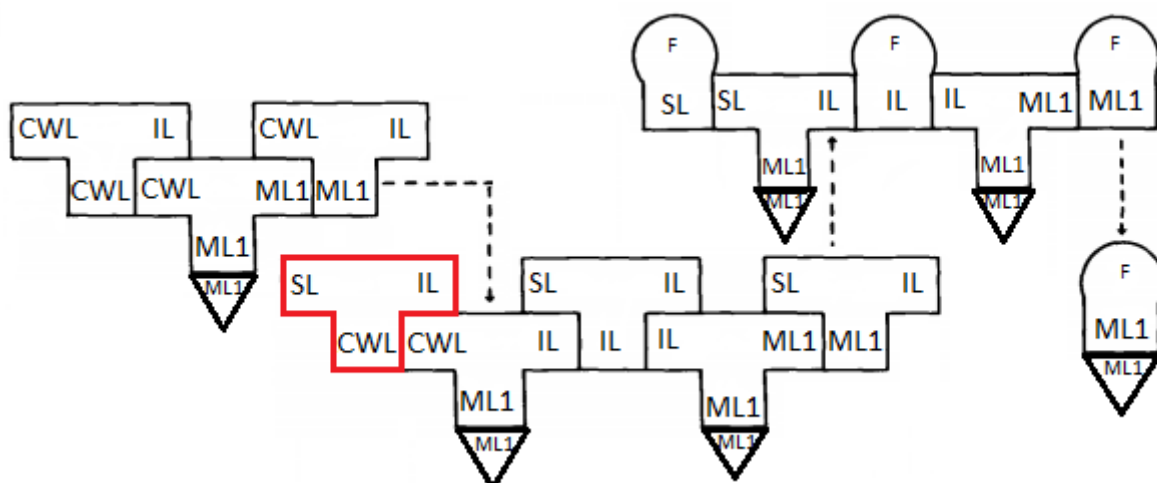 F F F
SL SL IL IL IL ML1 ML1
ML1 ML1
ML1 ML1
CWL IL CWL IL
CWL CWL ML1 ML1
ML1
ML1
SL IL SL IL SL IL
CWL CWL IL IL IL ML1 ML1
ML1 ML1
ML1 ML1
F
ML1
ML1